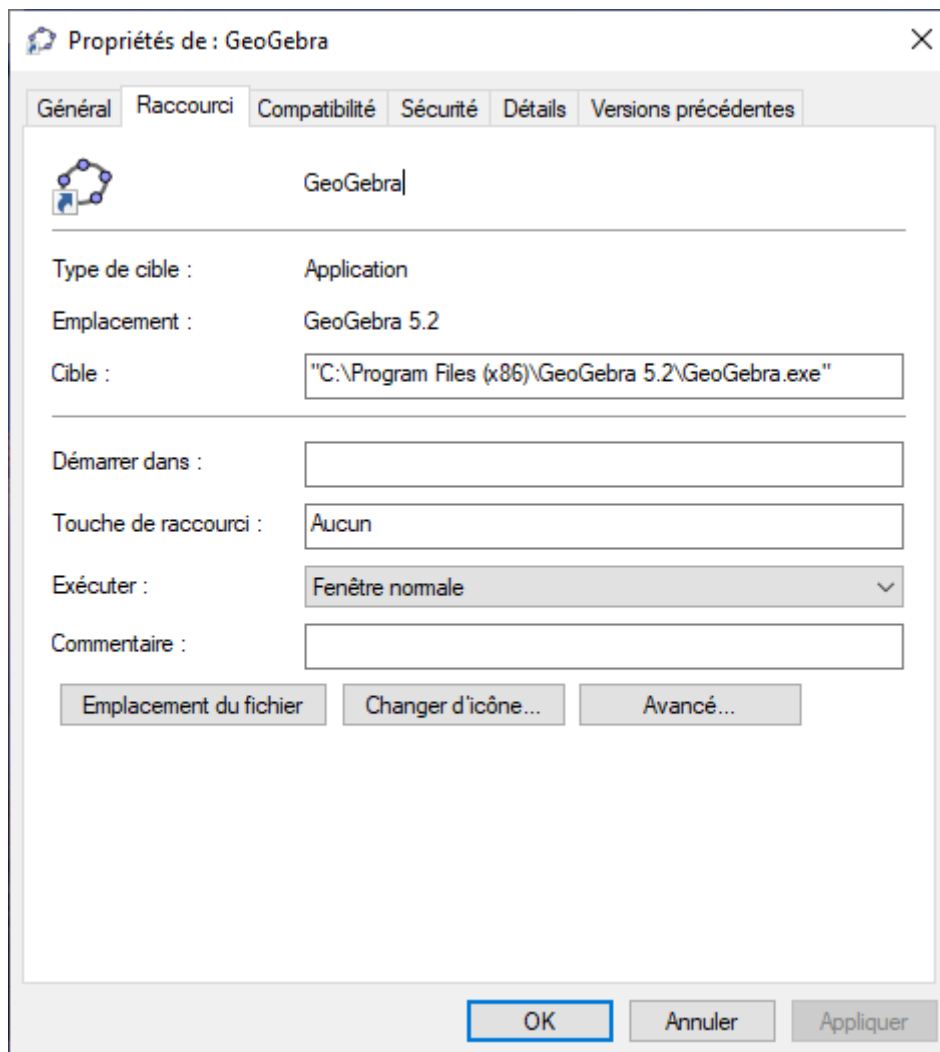 Propriétés de : GeoGebra
Général Raccourci Compatibilité Sécurité Détails Versions précédentes
GeoGebra
Type de cible : Application
Emplacement : GeoGebra 5.2
Cible : "C:\Program Files (x86)\GeoGebra 5.2\GeoGebra.exe"
Démarrer dans :
Touche de raccourci : Aucun
Exécuter : Fenêtre normale
Commentaire :
Emplacement du fichier Changer d'icône... Avancé...
OK Annuler Appliquer